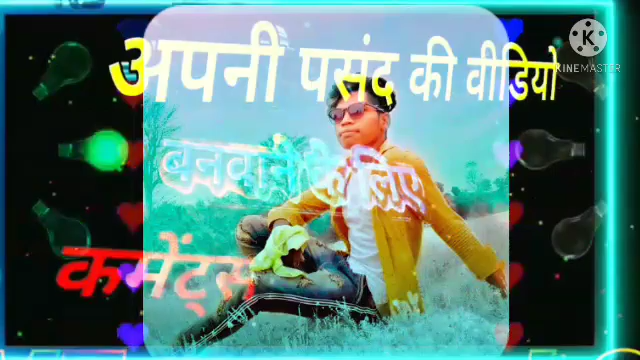 अपनी पसंद की वीडियो
KINEMASTER
बनवाने के लिए
कमेंट्स